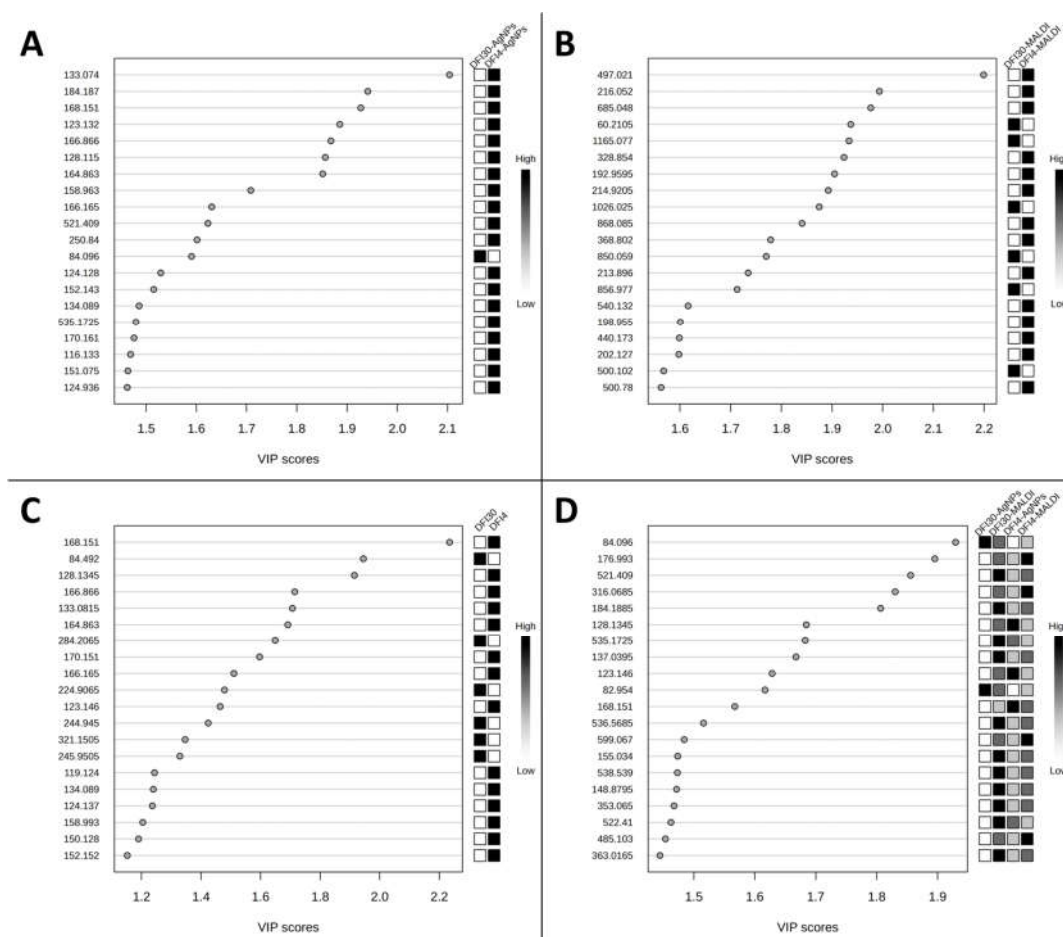 A
DFI30-AgNPs
DFI4-AgNPs
133.074
184.187
168.151
123.132
166.866
128.115
164.863
158.963
166.165
521.409
250.84
84.096
124.128
152.143
134.089
535.1725
170.161
116.133
151.075
124.936
High
Low
1.5 1.6 1.7 1.8 1.9 2.0 2.1
VIP scores
B
DFI30-MALDI
DFI4-MALDI
497.021
216.052
685.048
60.2105
1165.077
328.854
192.9595
214.9205
1026.025
868.085
368.802
850.059
213.896
856.977
540.132
198.955
440.173
202.127
500.102
500.78
High
Low
1.6 1.7 1.8 1.9 2.0 2.1 2.2
VIP scores
C
DFI30
DFI4
168.151
84.492
128.1345
166.866
133.0815
164.863
284.2065
170.151
166.165
224.9065
123.146
244.945
321.1505
245.9505
119.124
134.089
124.137
158.993
150.128
152.152
High
Low
1.2 1.4 1.6 1.8 2.0 2.2
VIP scores
D
DFI30-AgNPs
DFI30-MALDI
DFI4-AgNPs
DFI4-MALDI
84.096
176.993
521.409
316.0685
184.1885
128.1345
535.1725
137.0395
123.146
82.954
168.151
536.5685
599.067
155.034
538.539
148.8795
353.065
522.41
485.103
363.0165
High
Low
1.5 1.6 1.7 1.8 1.9
VIP scores